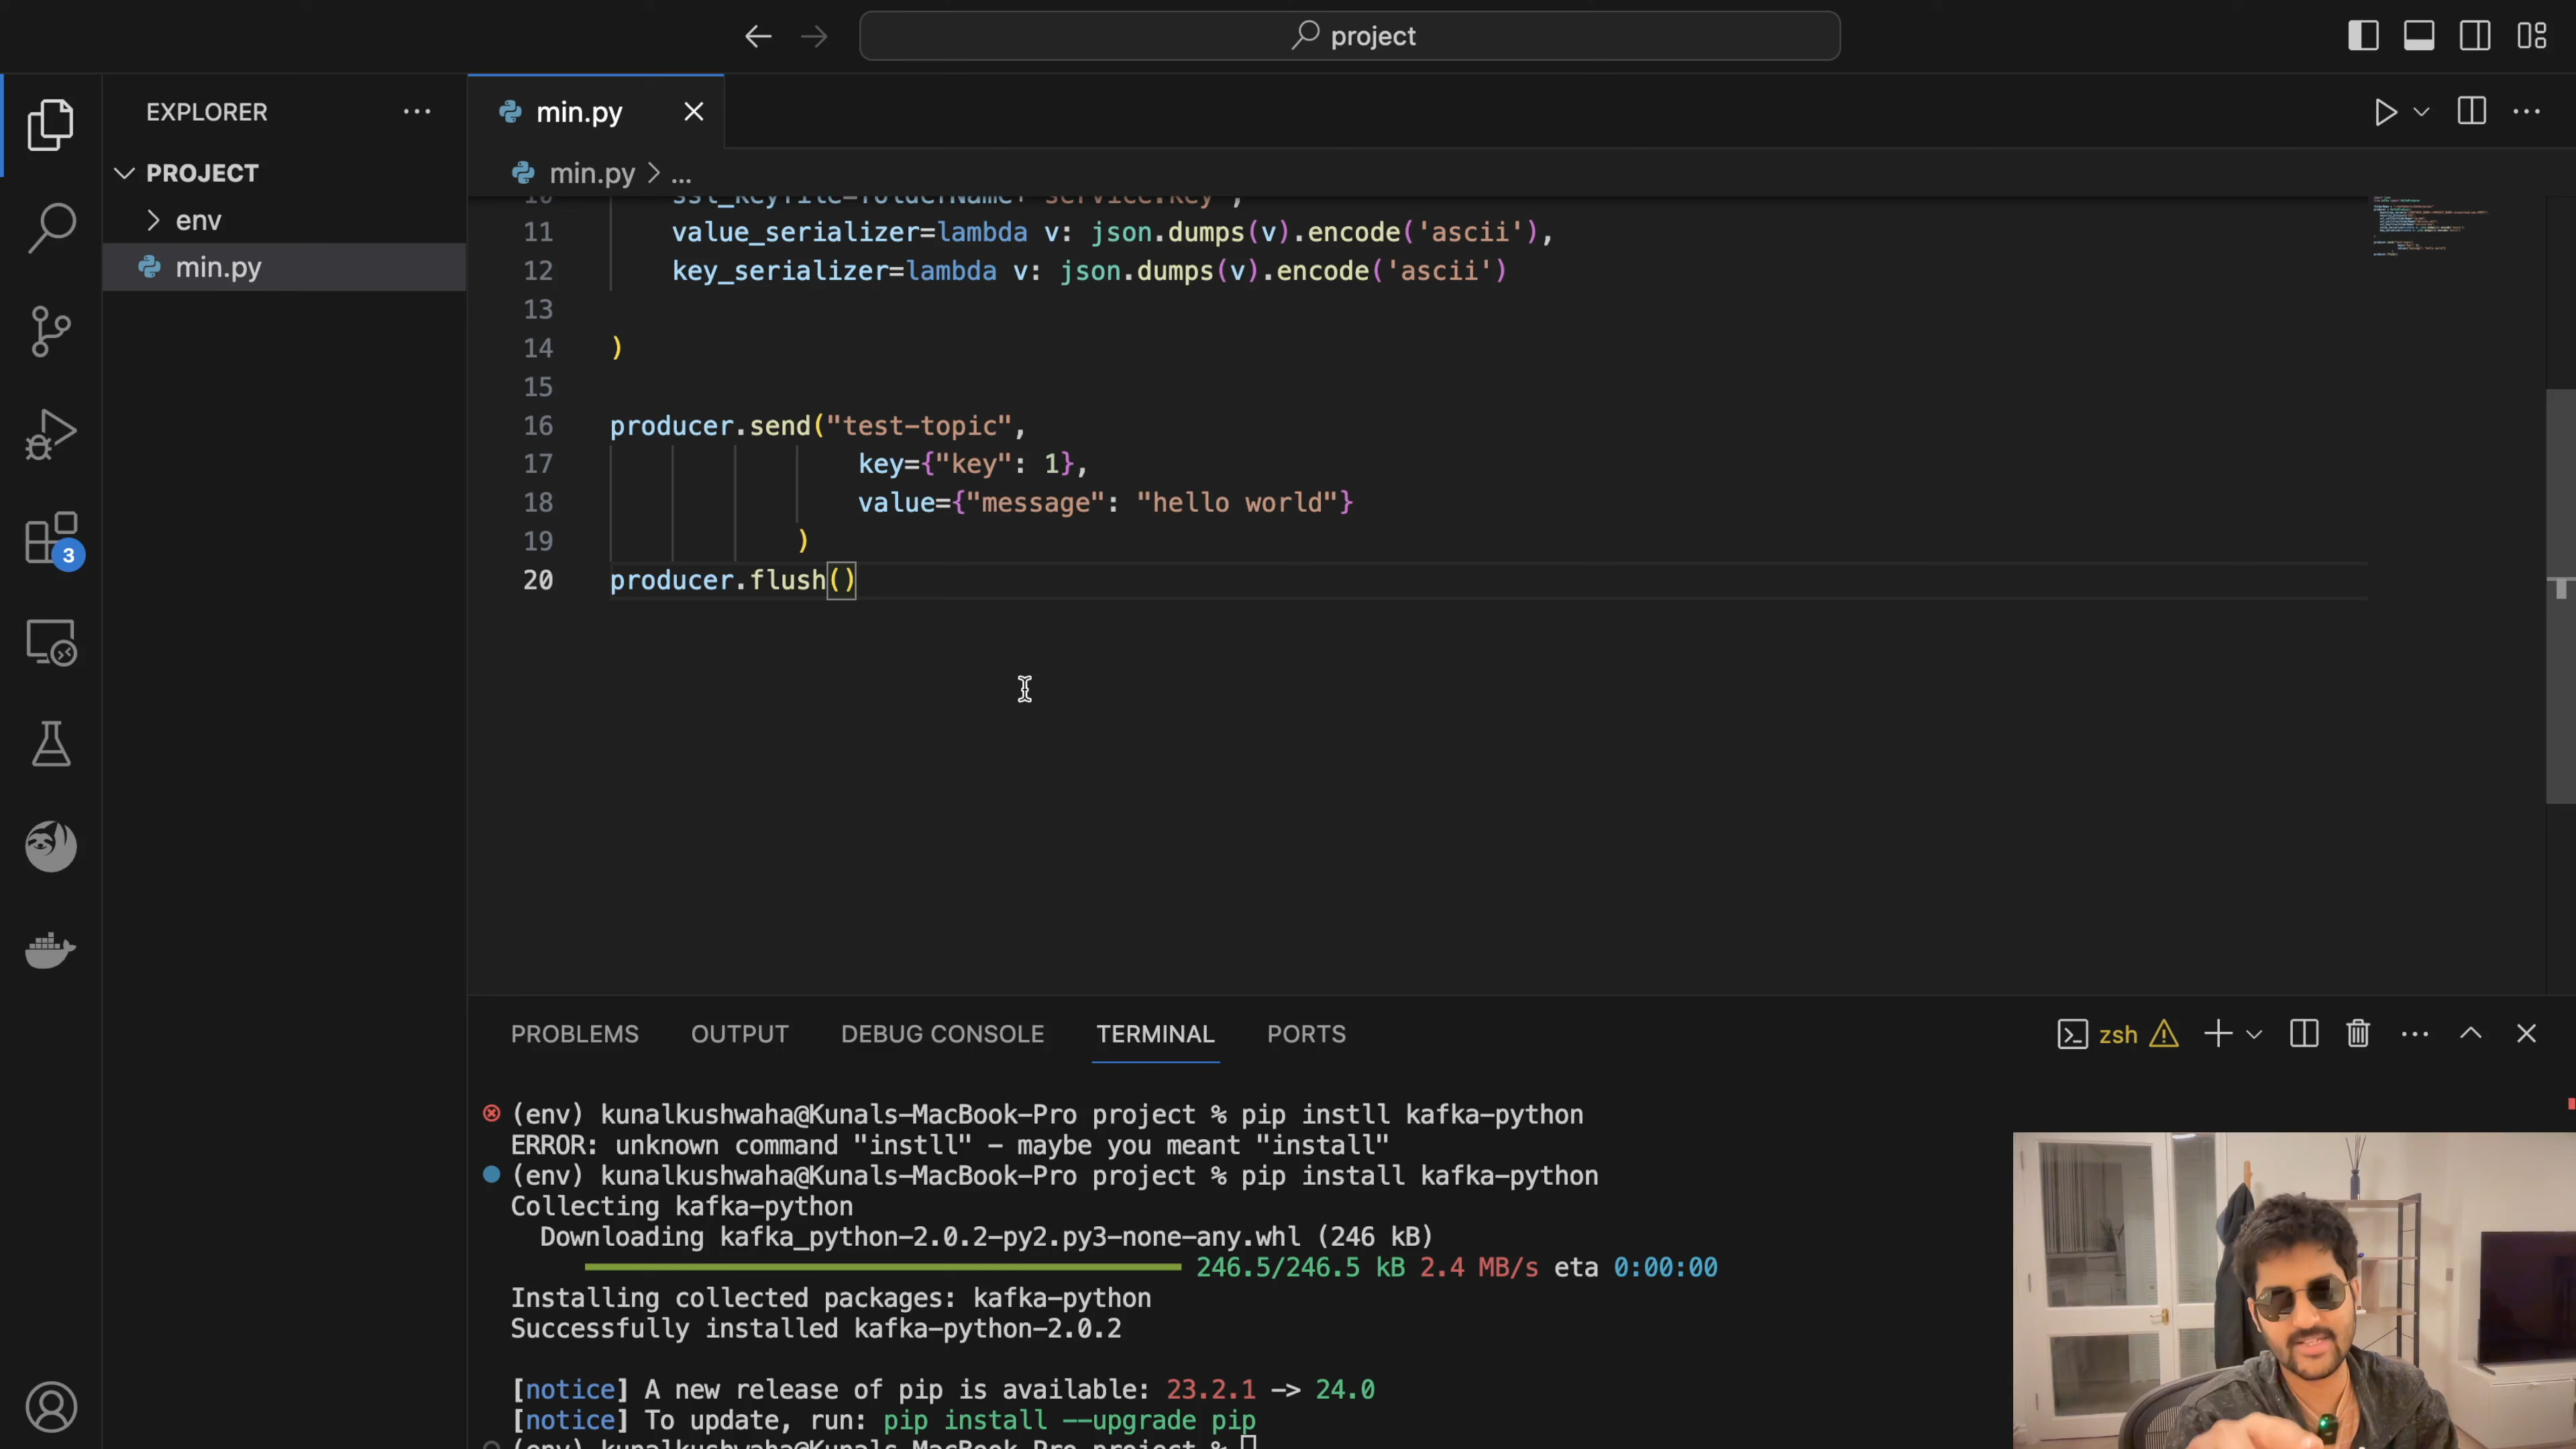 project
EXPLORER
PROJECT
env
min.py
min.py
min.py > ...
11 value_serializer=lambda v: json.dumps(v).encode('ascii'),
12 key_serializer=lambda v: json.dumps(v).encode('ascii')
13
14 )
15
16 producer.send("test-topic",
17 key={"key": 1},
18 value={"message": "hello world"}
19 )
20 producer.flush()
3
PROBLEMS OUTPUT DEBUG CONSOLE TERMINAL PORTS
zsh
(env) kunalkushwaha@Kunals-MacBook-Pro project % pip instll kafka-python
ERROR: unknown command "instll" - maybe you meant "install"
(env) kunalkushwaha@Kunals-MacBook-Pro project % pip install kafka-python
Collecting kafka-python
Downloading kafka_python-2.0.2-py2.py3-none-any.whl (246 kB)
246.5/246.5 kB 2.4 MB/s eta 0:00:00
Installing collected packages: kafka-python
Successfully installed kafka-python-2.0.2
[notice] A new release of pip is available: 23.2.1 -> 24.0
[notice] To update, run: pip install --upgrade pip
(env) kunalkushwaha@Kunals-MacBook-Pro project %